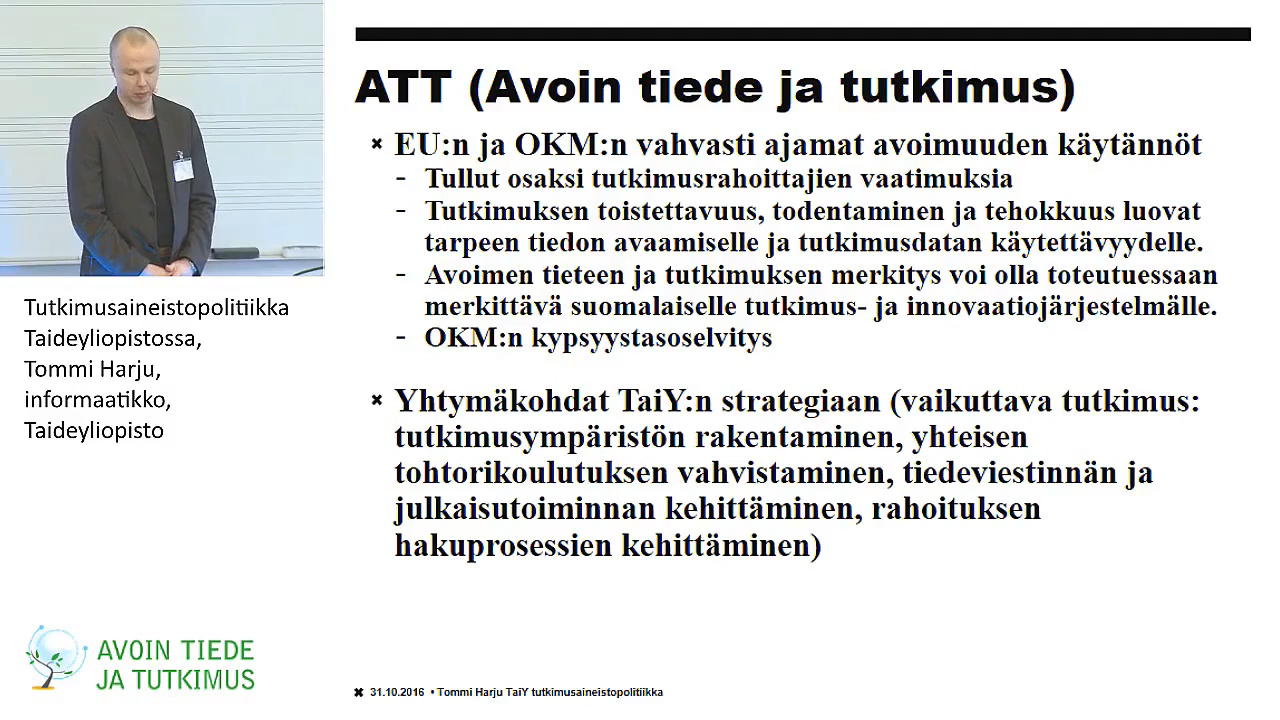 ATT (Avoin tiede ja tutkimus)
EU:n ja OKM:n vahvasti ajamat avoimuuden käytännöt
- Tullut osaksi tutkimusrahoittajien vaatimuksia
- Tutkimuksen toistettavuus, todentaminen ja tehokkuus luovat
tarpeen tiedon avaamiselle ja tutkimusdatan käytettävyydelle.
- Avoimen tieteen ja tutkimuksen merkitys voi olla toteutuessaan
merkittävä suomalaiselle tutkimus- ja innovaatiojärjestelmälle.
- OKM:n kypsyystasoselvitys
Yhtymäkohdat TaiY:n strategiaan (vaikuttava tutkimus:
tutkimusympäristön rakentaminen, yhteisen
tohtorikoulutuksen vahvistaminen, tiedeviestinnän ja
julkaisutoiminnan kehittäminen, rahoituksen
hakuprosessien kehittäminen)
31.10.2016 • Tommi Harju TaiY tutkimusaineistopolitiikka
Tutkimusaineistopolitiikka
Taideyliopistossa,
Tommi Harju,
informaatikko,
Taideyliopisto
AVOIN TIEDE
JA TUTKIMUS